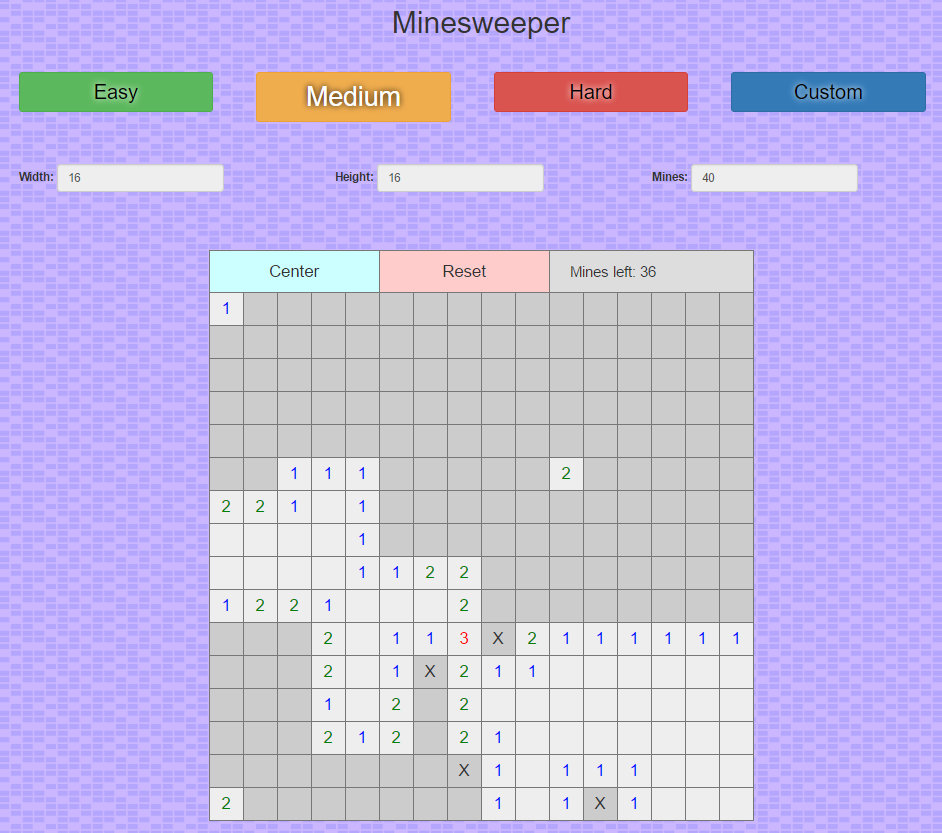 Minesweeper
Easy Medium Hard Custom
Width: 16 Height: 16 Mines: 40
Center Reset Mines left: 36
1
1 1 1 2
2 2 1 1
1
1 1 2 2
1 2 2 1 2
2 1 1 3 X 2 1 1 1 1 1 1
2 1 X 2 1 1
1 2 2
2 1 2 2 1
X 1 1 1 1
2 1 1 X 1